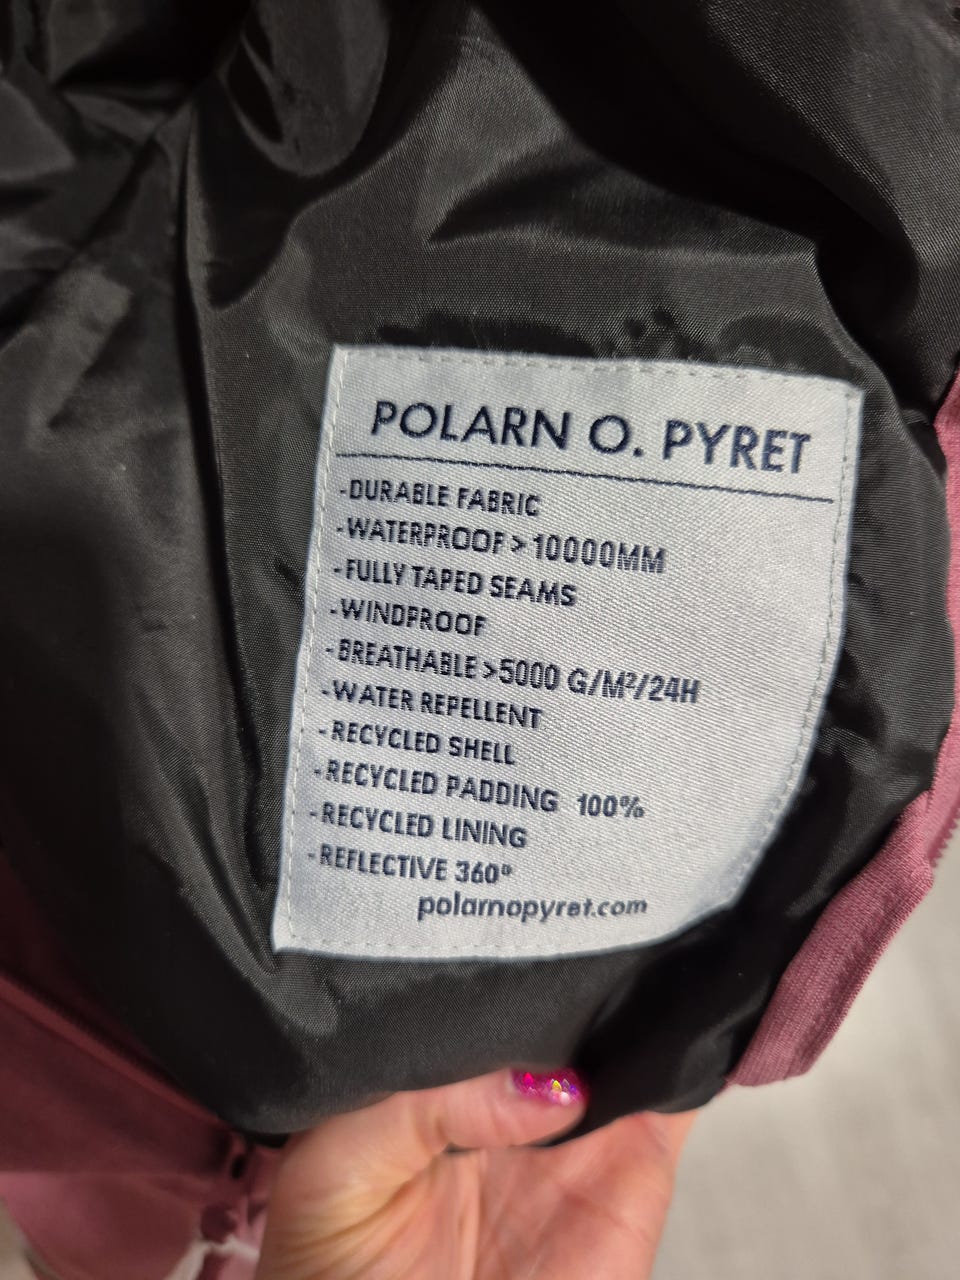 POLARN O. PYRET
-DURABLE FABRIC
-WATERPROOF > 10000MM
-FULLY TAPED SEAMS
-WINDPROOF
-BREATHABLE >5000 G/M²/24H
-WATER REPELLENT
-RECYCLED SHELL
-RECYCLED PADDING 100%
-RECYCLED LINING
-REFLECTIVE 360°
polarnopyret.com